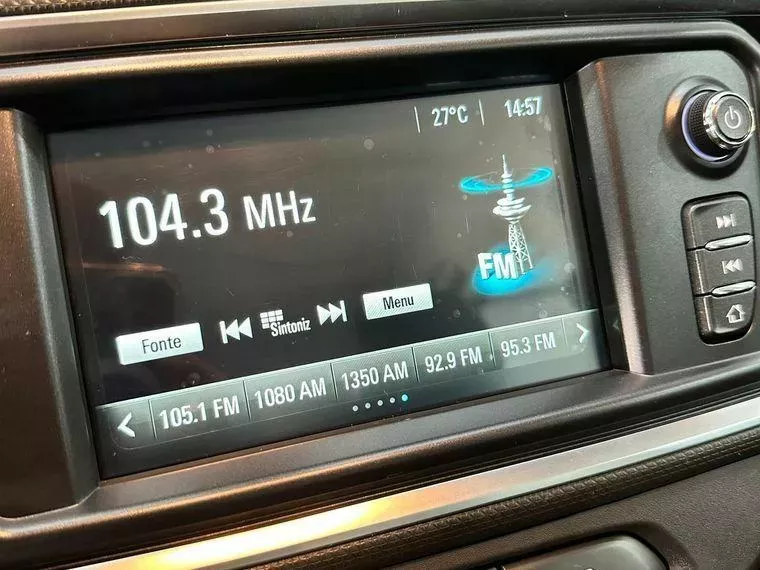 27°C 14:57
104.3 MHz
FM
Fonte Sintoniz Menu
105.1 FM 1080 AM 1350 AM 92.9 FM 95.3 FM